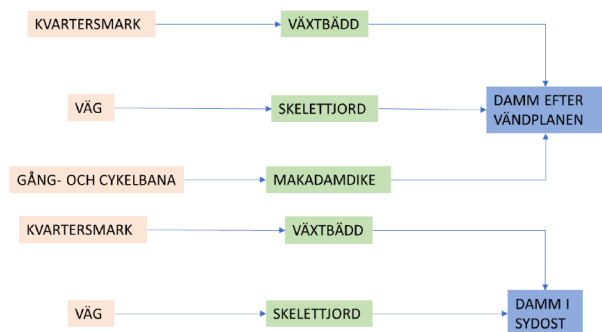 KVARTERSMARK
VÄXTBÄDD
VÄG
SKELETTJORD
DAMM EFTER
VÄNDPLANEN
GÅNG- OCH CYKELBANA
MAKADAMDIKE
KVARTERSMARK
VÄXTBÄDD
VÄG
SKELETTJORD
DAMM I
SYDOST